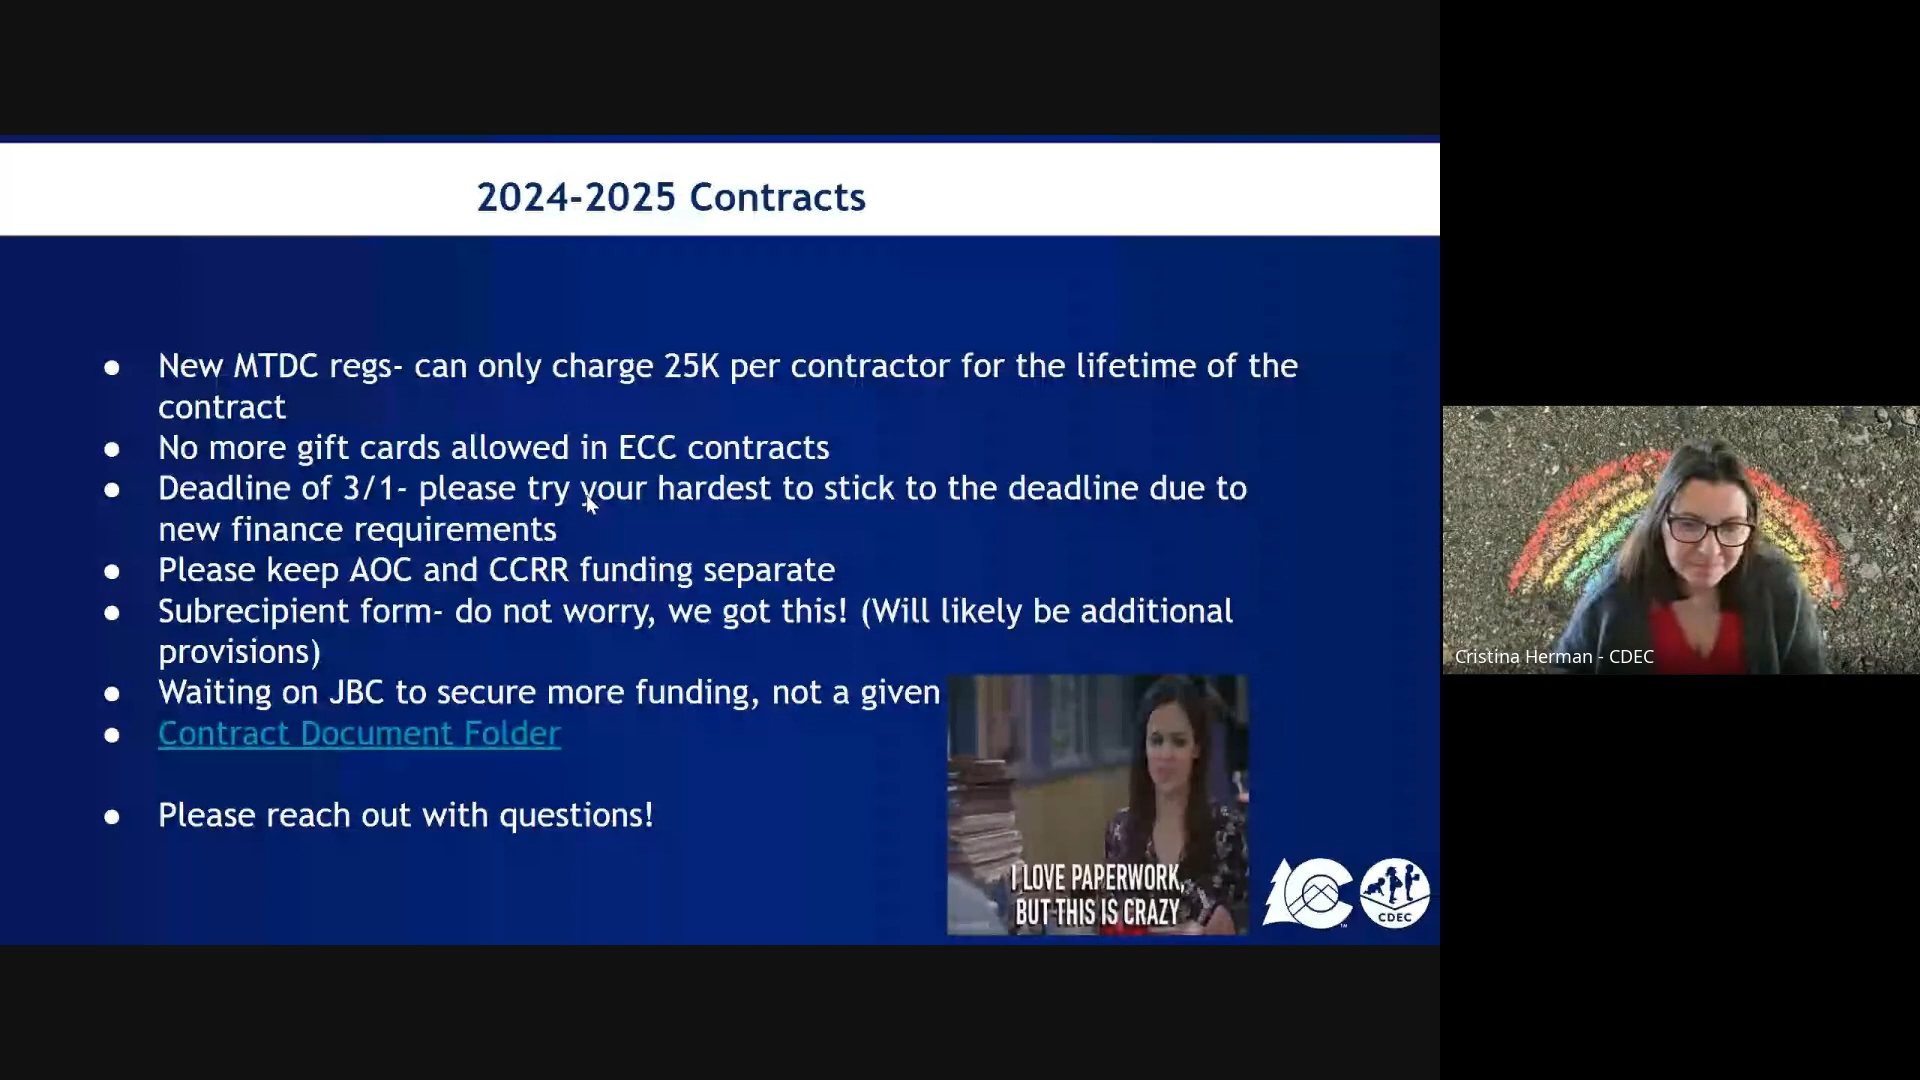 2024-2025 Contracts
● New MTDC regs- can only charge 25K per contractor for the lifetime of the
contract
● No more gift cards allowed in ECC contracts
● Deadline of 3/1- please try your hardest to stick to the deadline due to
new finance requirements
● Please keep AOC and CCRR funding separate
● Subrecipient form- do not worry, we got this! (Will likely be additional
provisions)
● Waiting on JBC to secure more funding, not a given
● Contract Document Folder
● Please reach out with questions!
I LOVE PAPERWORK,
BUT THIS IS CRAZY
CDEC
Cristina Herman - CDEC